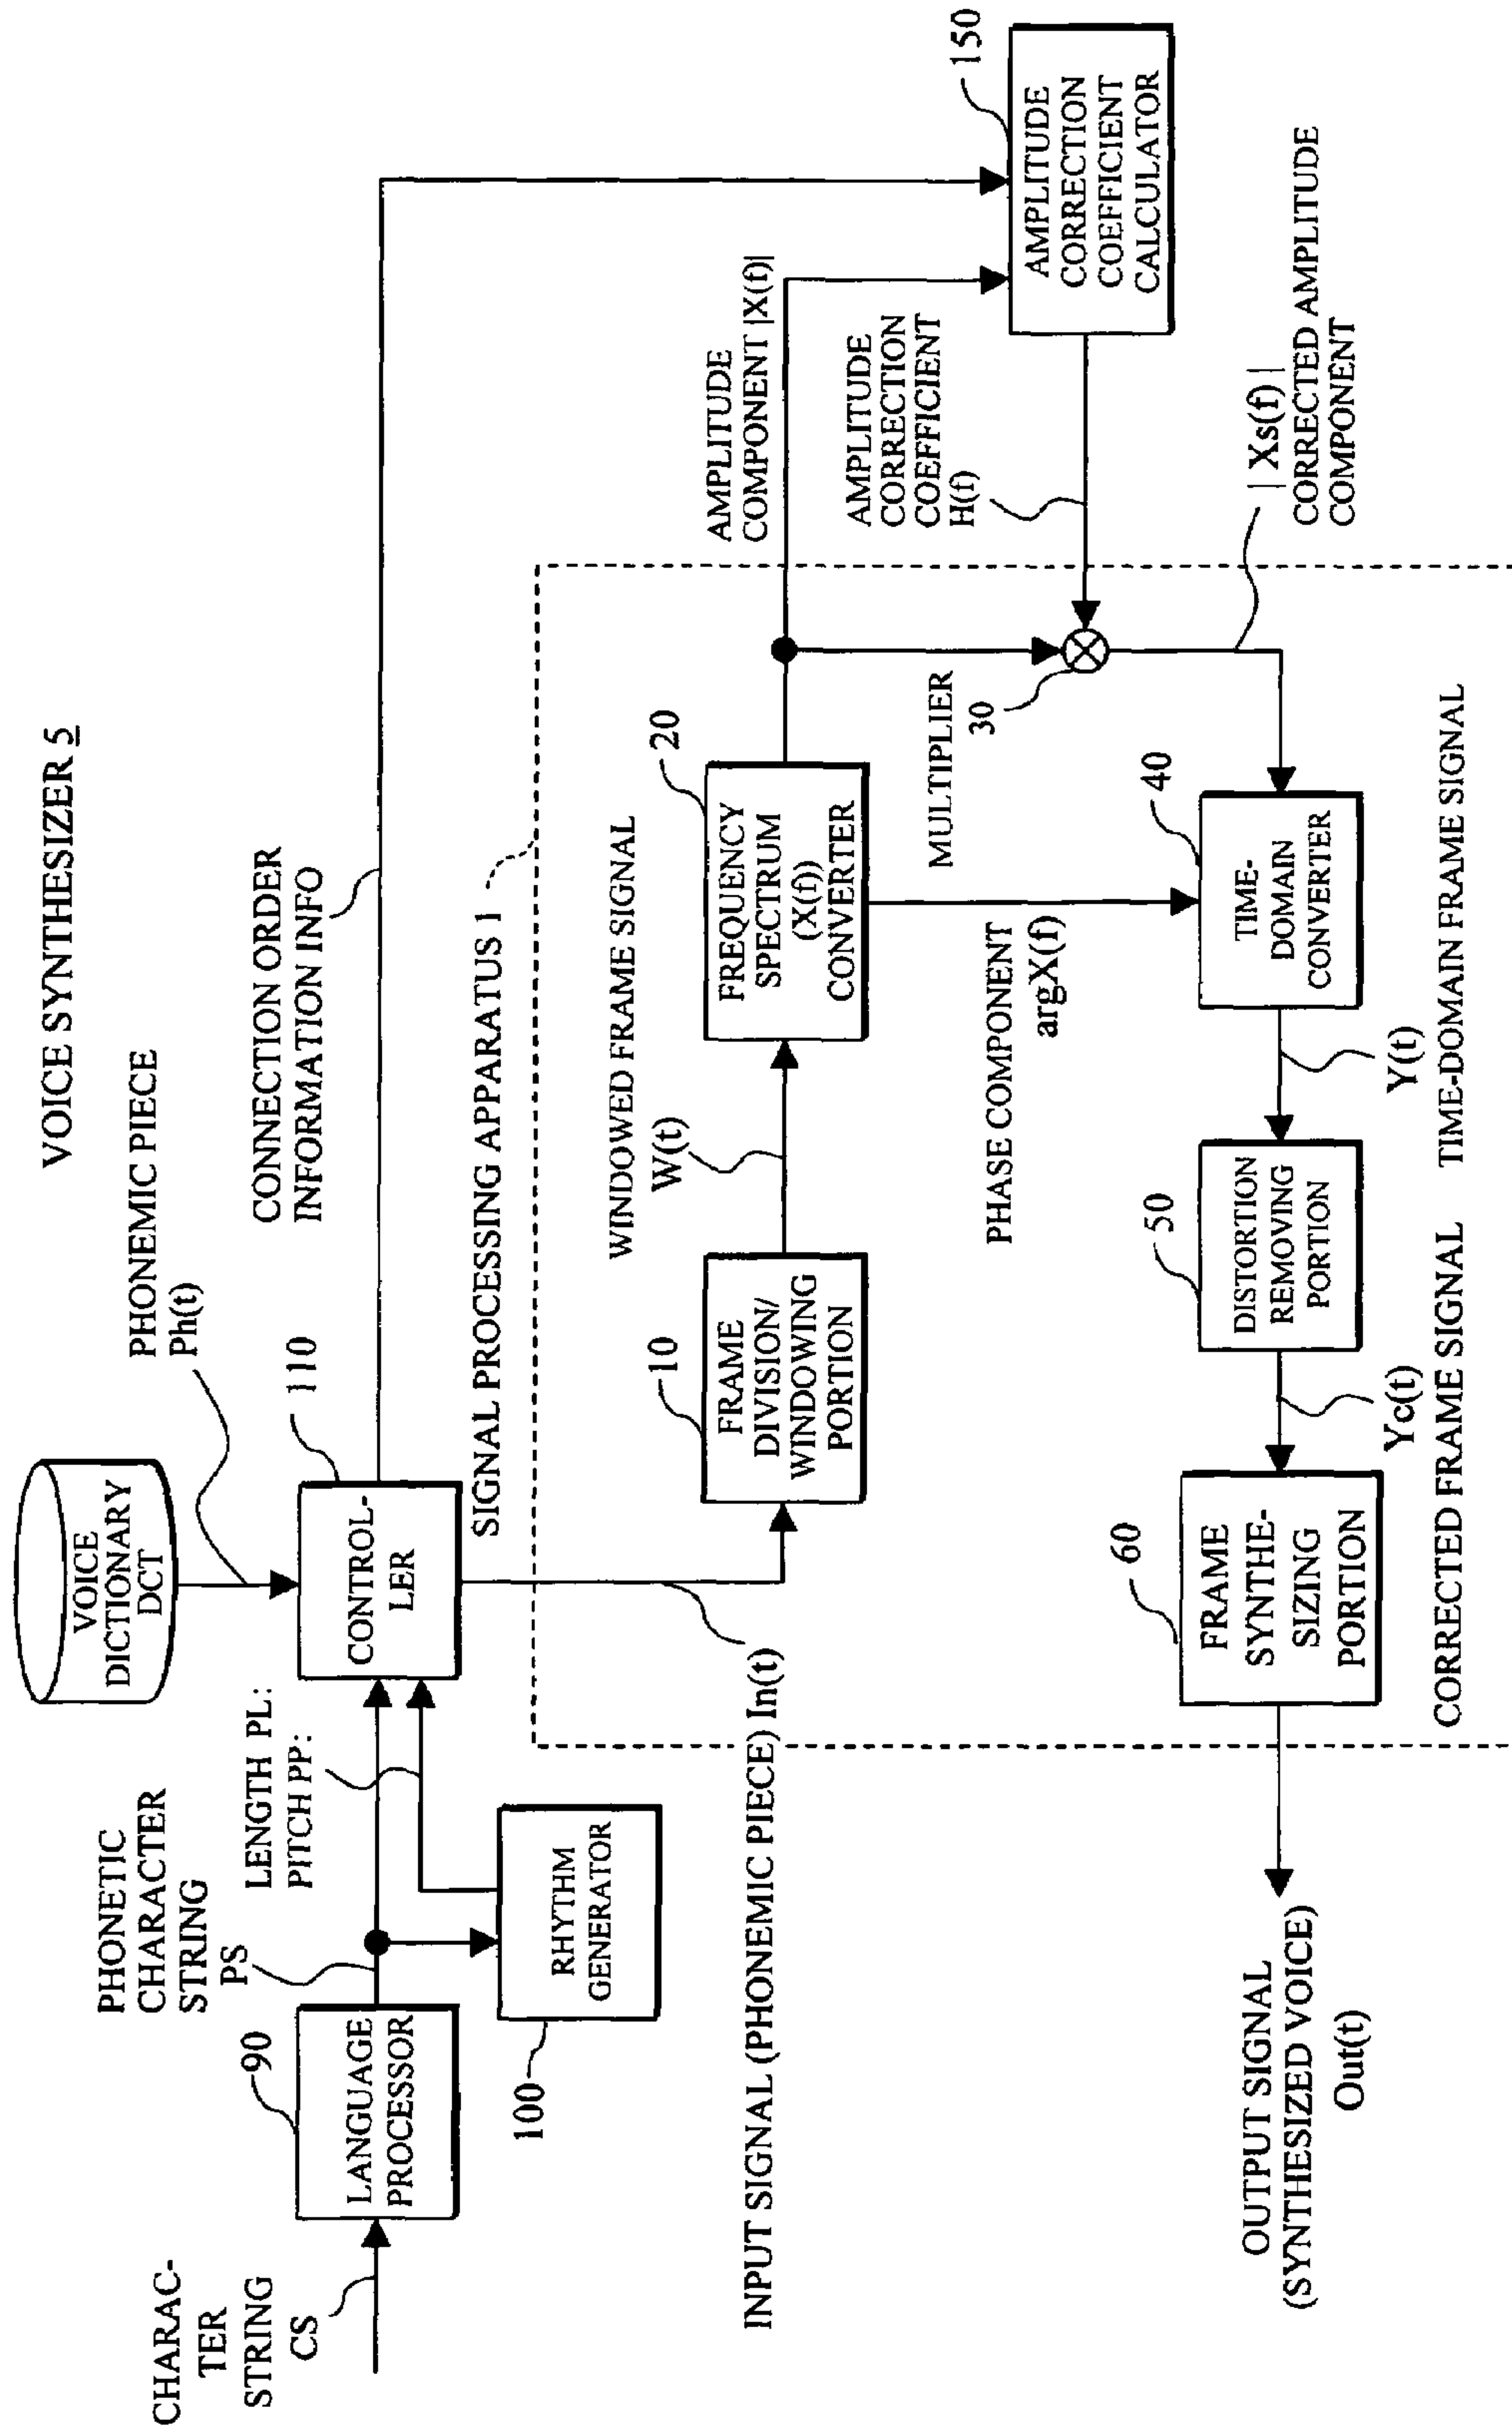 VOICE SYNTHESIZER 5
CHARAC-
TER
STRING
CS
90
LANGUAGE
PROCESSOR
PHONETIC
CHARACTER
STRING
PS
100
RHYTHM
GENERATOR
LENGTH PL:
PITCH PP:
VOICE
DICTIONARY
DCT
PHONEMIC PIECE
Ph(t)
110
CONTROL-
LER
CONNECTION ORDER
INFORMATION INFO
SIGNAL PROCESSING APPARATUS 1
INPUT SIGNAL (PHONEMIC PIECE) In(t)
10
FRAME
DIVISION/
WINDOWING
PORTION
WINDOWED FRAME SIGNAL
W(t)
20
FREQUENCY
SPECTRUM
(X(f))
CONVERTER
AMPLITUDE
COMPONENT |X(f)|
AMPLITUDE
CORRECTION
COEFFICIENT
H(f)
150
AMPLITUDE
CORRECTION
COEFFICIENT
CALCULATOR
MULTIPLIER
30
PHASE COMPONENT
argX(f)
| Xs(f) |
CORRECTED AMPLITUDE
COMPONENT
40
TIME-
DOMAIN
CONVERTER
Y(t)
TIME-DOMAIN FRAME SIGNAL
50
DISTORTION
REMOVING
PORTION
Yc(t)
CORRECTED FRAME SIGNAL
60
FRAME
SYNTHE-
SIZING
PORTION
OUTPUT SIGNAL
(SYNTHESIZED VOICE)
Out(t)